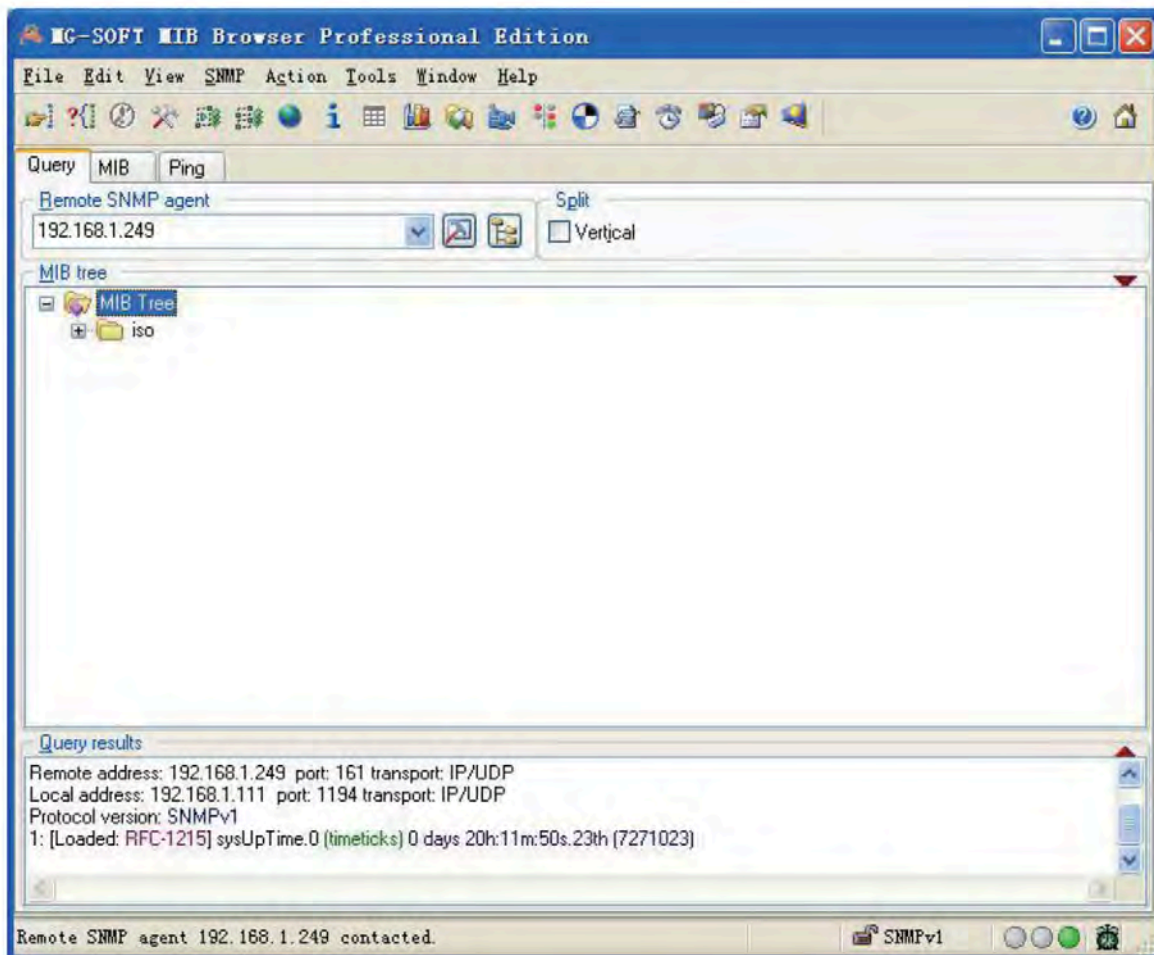 MG-SOFT MIB Browser Professional Edition
File Edit View SNMP Action Tools Window Help
Query MIB Ping
Remote SNMP agent
Split
192.168.1.249
Vertical
MIB tree
MIB Tree
iso
Query results
Remote address: 192.168.1.249 port: 161 transport: IP/UDP
Local address: 192.168.1.111 port: 1194 transport: IP/UDP
Protocol version: SNMPv1
1: [Loaded: RFC-1215] sysUpTime.0 (timeticks) 0 days 20h:11m:50s.23th (7271023)
Remote SNMP agent 192.168.1.249 contacted.
SNMPv1